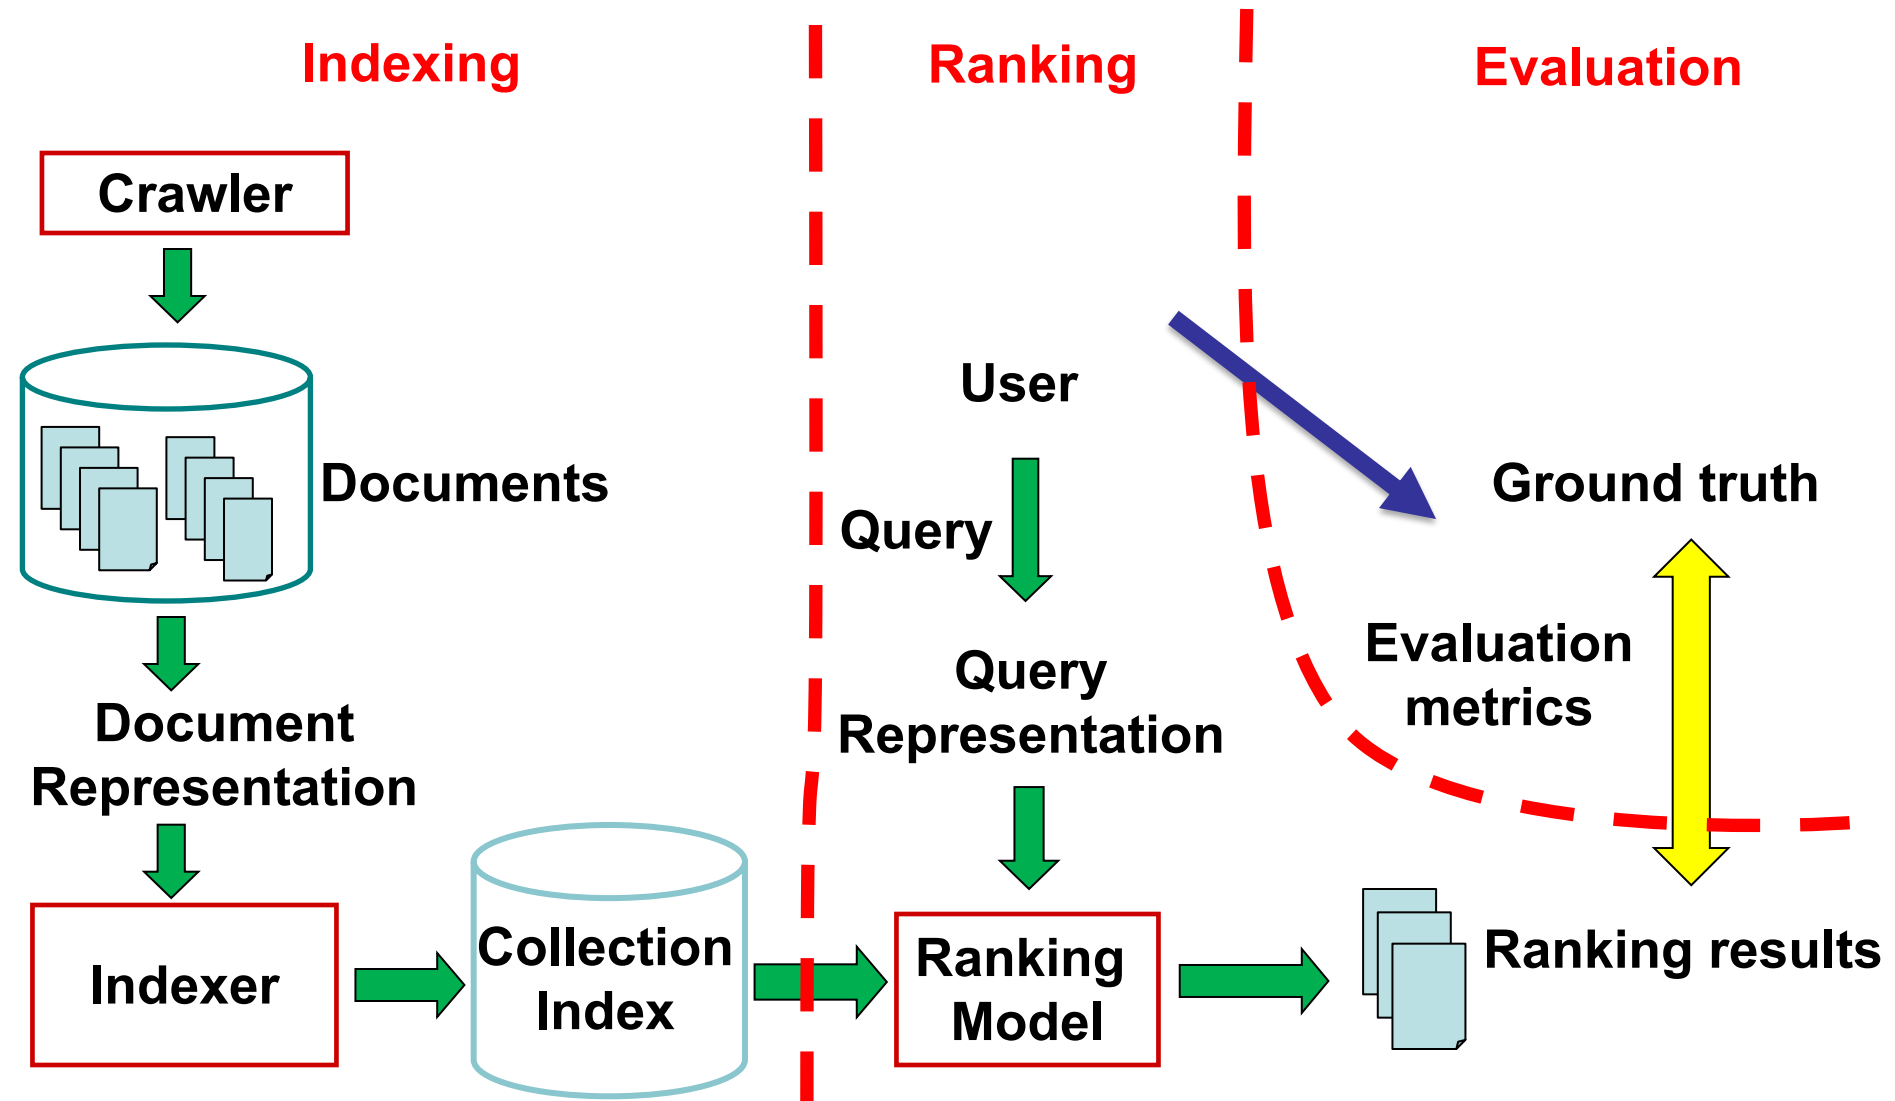 Indexing
Ranking
Evaluation
Crawler
Documents
Document
Representation
Indexer
Collection
Index
User
Query
Query
Representation
Ranking
Model
Ground truth
Evaluation
metrics
Ranking results